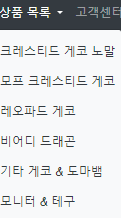 상품 목록 고객센터
크레스티드 게코 노말
모프 크레스티드 게코
레오파드 게코
비어디 드래곤
기타 게코 & 도마뱀
모니터 & 테구